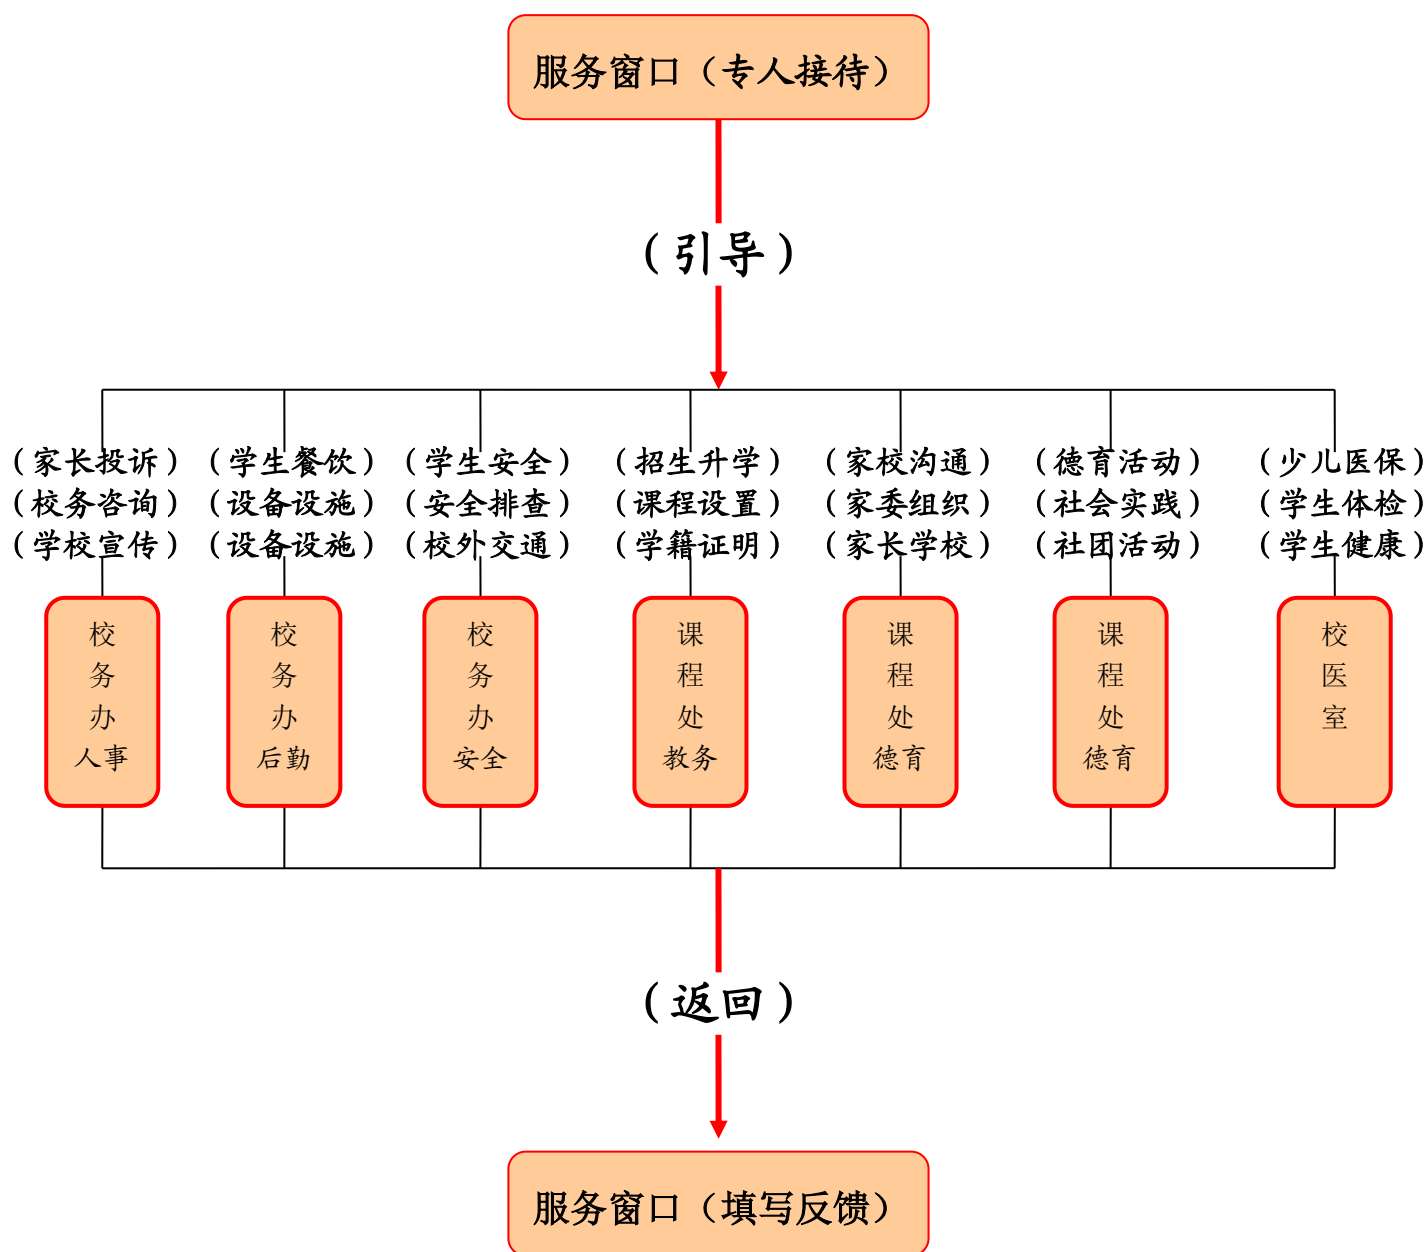 服务窗口（专人接待）
（引导）
（家长投诉）（学生餐饮）（学生安全）（招生升学）（家校沟通）（德育活动）（少儿医保）
（校务咨询）（设备设施）（安全排查）（课程设置）（家委组织）（社会实践）（学生体检）
（学校宣传）（设备设施）（校外交通）（学籍证明）（家长学校）（社团活动）（学生健康）
校
务
办
人事
校
务
办
后勤
校
务
办
安全
课
程
处
教务
课
程
处
德育
课
程
处
德育
校
医
室
（返回）
服务窗口（填写反馈）